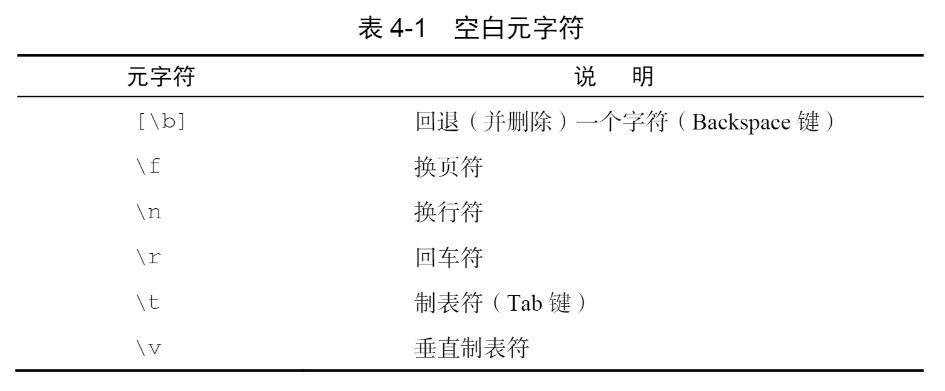 表 4-1 空白元字符
元字符 说 明
[\b] 回退（并删除）一个字符（Backspace 键）
\f 换页符
\n 换行符
\r 回车符
\t 制表符（Tab 键）
\v 垂直制表符